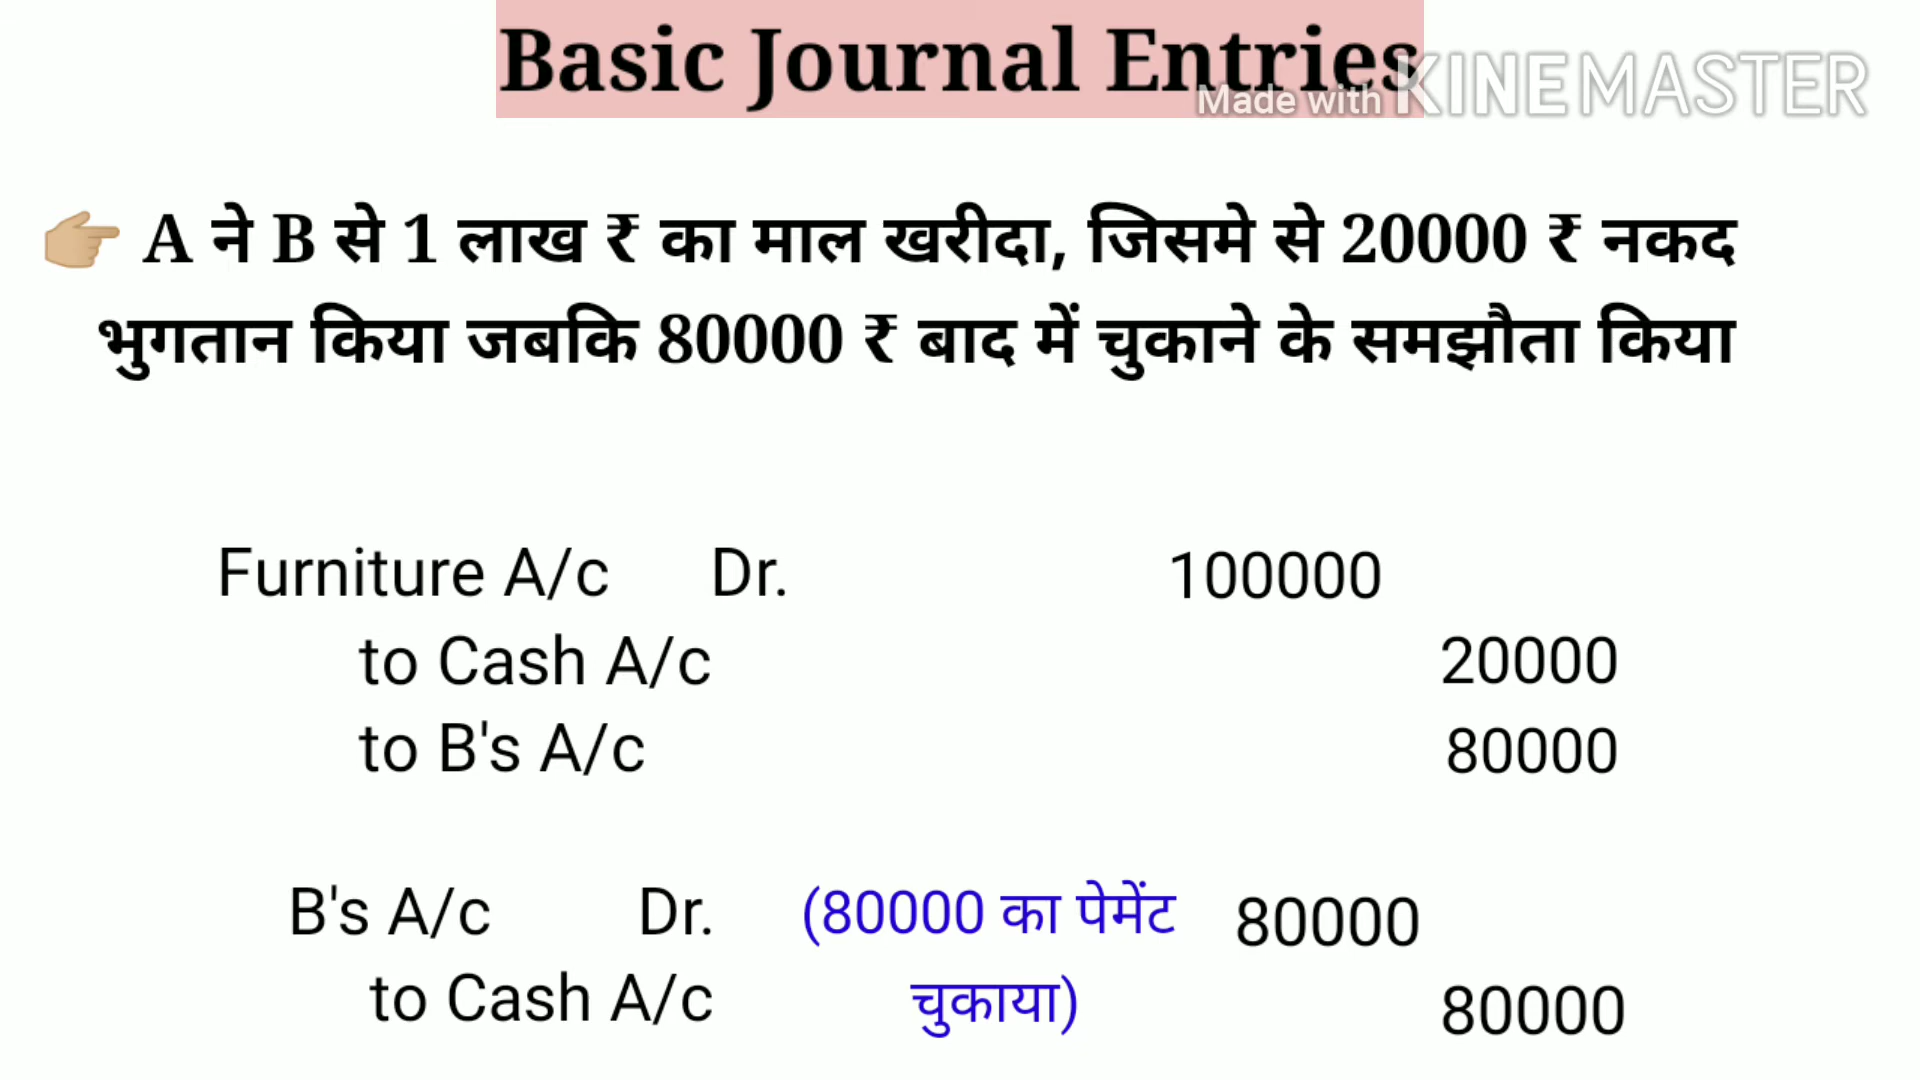 Basic Journal Entries
Made with KINEMASTER
👉🏼 A ने B से 1 लाख ₹ का माल खरीदा, जिसमे से 20000 ₹ नकद
भुगतान किया जबकि 80000 ₹ बाद में चुकाने के समझौता किया
Furniture A/c Dr. 100000
to Cash A/c 20000
to B's A/c 80000
B's A/c Dr. (80000 का पेमेंट 80000
to Cash A/c चुकाया) 80000